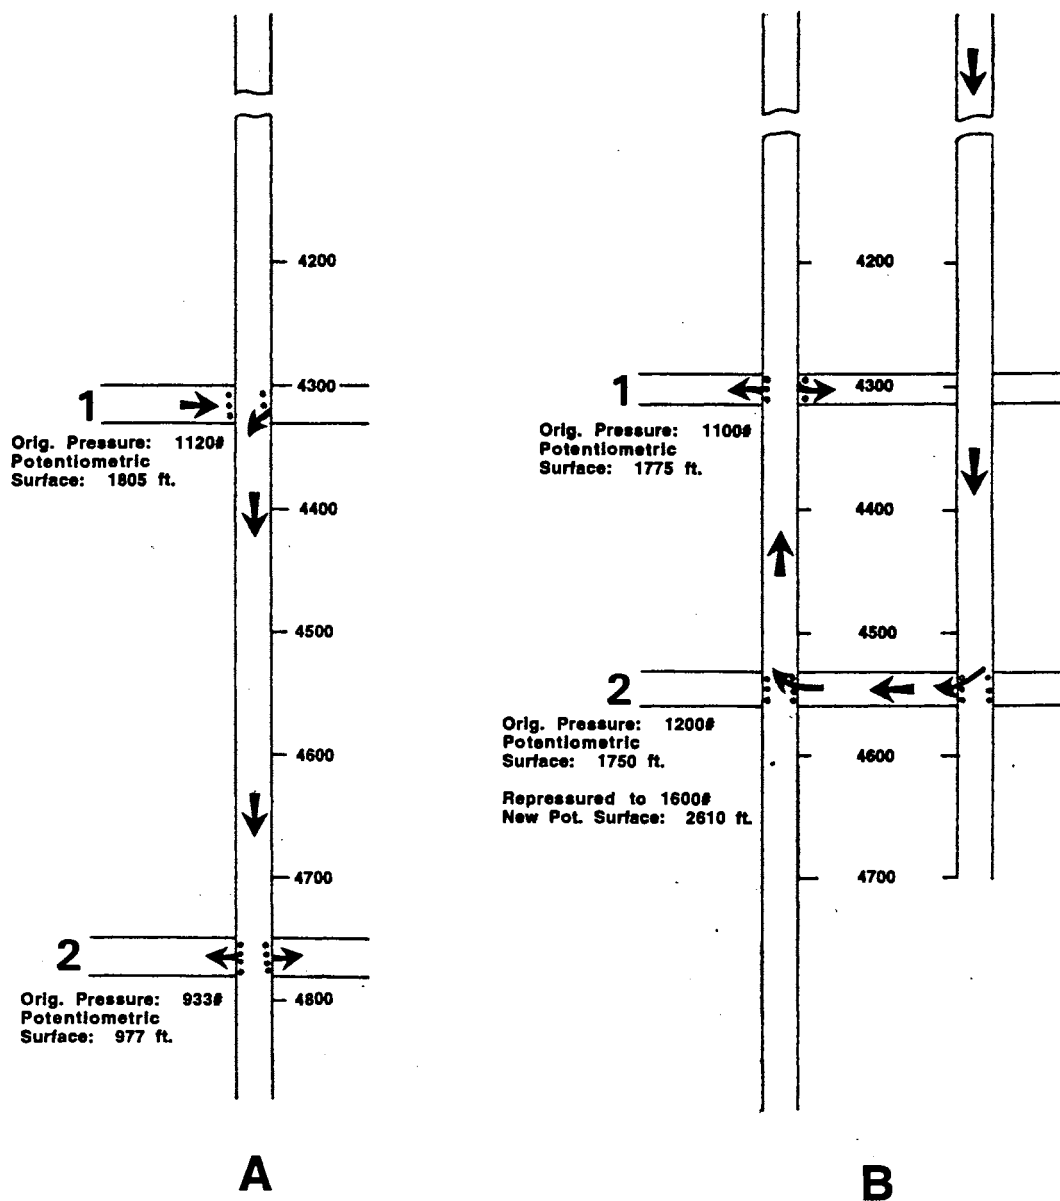 4200
4300
1
Orig. Pressure: 1120#
Potentiometric
Surface: 1805 ft.
4400
4500
4600
4700
2
Orig. Pressure: 933#
Potentiometric
Surface: 977 ft.
4800
A
4200
1
4300
Orig. Pressure: 1100#
Potentiometric
Surface: 1775 ft.
4400
4500
2
Orig. Pressure: 1200#
Potentiometric
Surface: 1750 ft.
4600
Repressured to 1600#
New Pot. Surface: 2610 ft.
4700
B